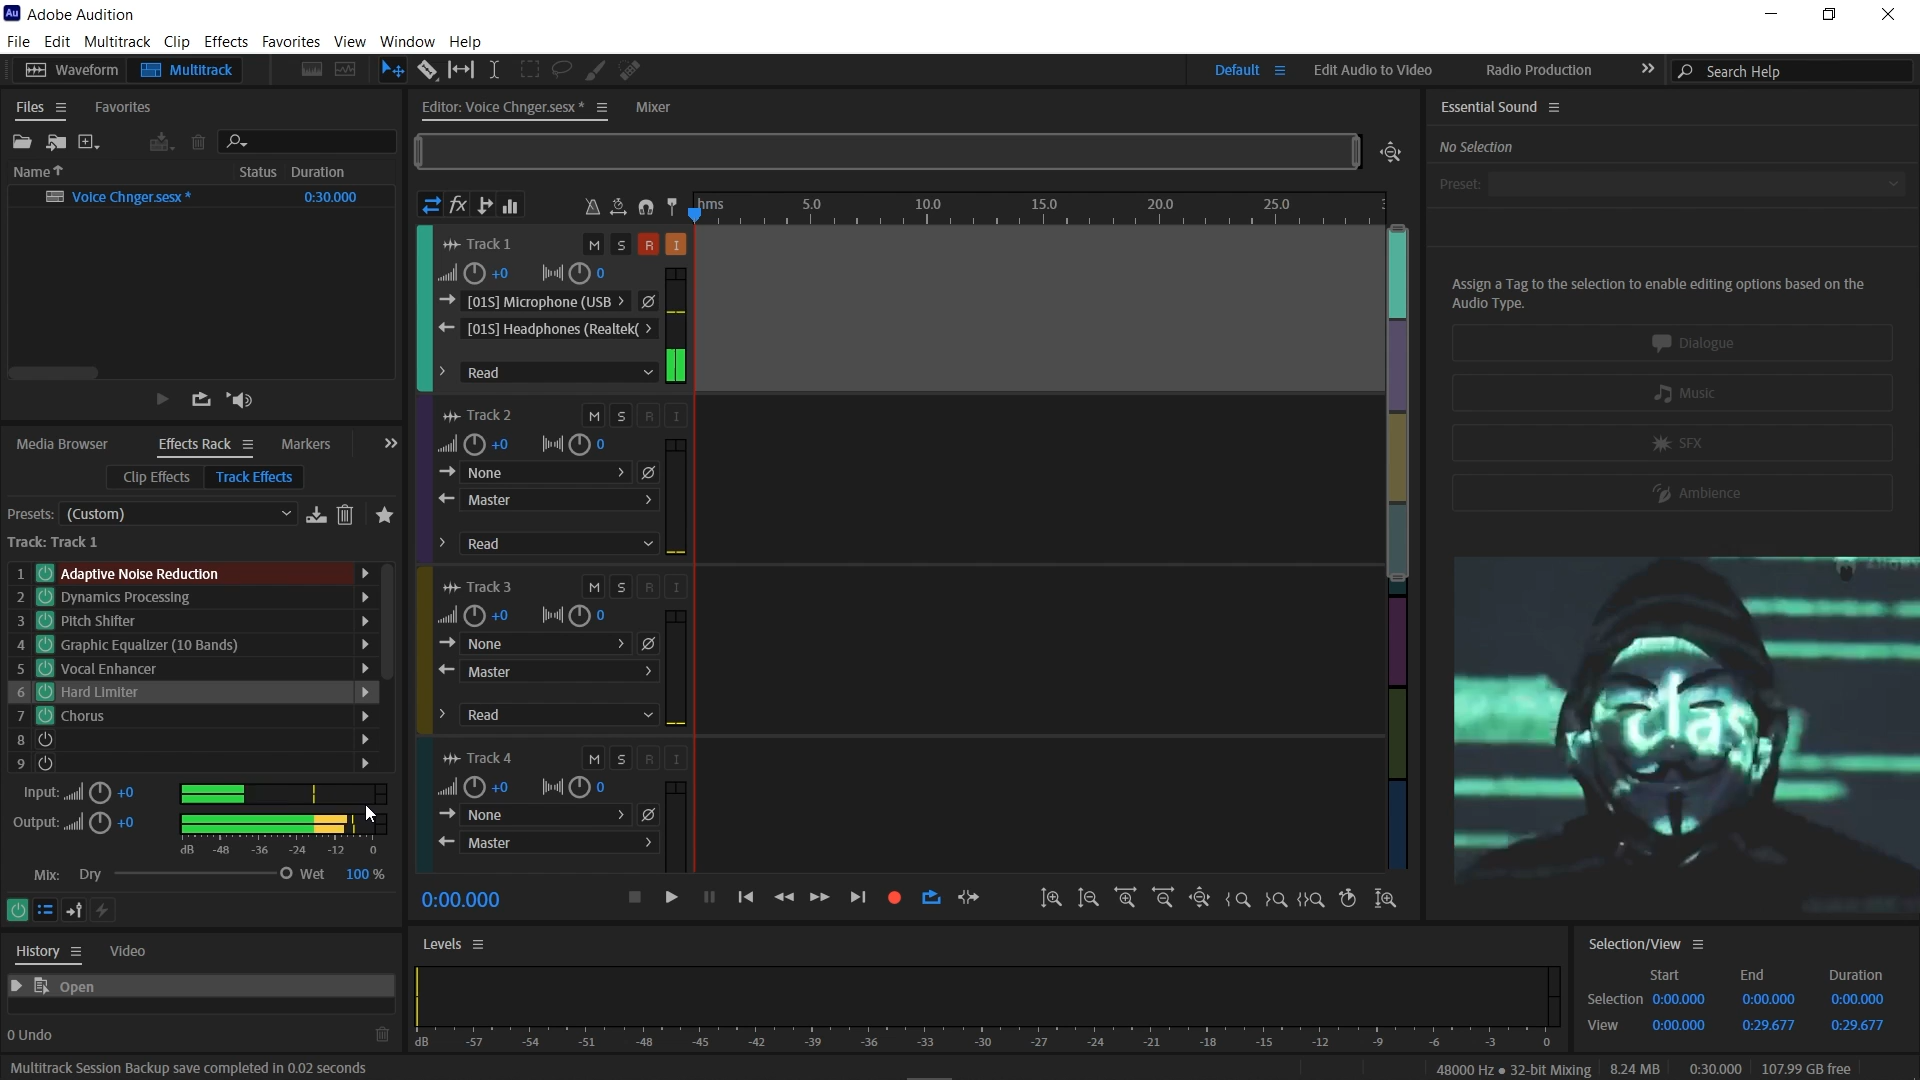 Au Adobe Audition
File Edit Multitrack Clip Effects Favorites View Window Help
Waveform Multitrack Default Edit Audio to Video Radio Production Search Help
Files Favorites
Name Status Duration
Voice Chnger.sesx * 0:30.000
Media Browser Effects Rack Markers
Clip Effects Track Effects
Presets: (Custom)
Track: Track 1
1 Adaptive Noise Reduction
2 Dynamics Processing
3 Pitch Shifter
4 Graphic Equalizer (10 Bands)
5 Vocal Enhancer
6 Hard Limiter
7 Chorus
8
9
Input: +0
Output: +0
dB -48 -36 -24 -12 0
Mix: Dry Wet 100 %
History Video
Open
0 Undo
Multitrack Session Backup save completed in 0.02 seconds
Editor: Voice Chnger.sesx * Mixer
fx hms 5.0 10.0 15.0 20.0 25.0
Track 1 M S R I
+0 0
[01S] Microphone (USB
[01S] Headphones (Realtek(
Read
Track 2 M S R I
+0 0
None
Master
Read
Track 3 M S R I
+0 0
None
Master
Read
Track 4 M S R I
+0 0
None
Master
0:00.000
Levels
dB -57 -54 -51 -48 -45 -42 -39 -36 -33 -30 -27 -24 -21 -18 -15 -12 -9 -6 -3 0
Essential Sound
No Selection
Preset:
Assign a Tag to the selection to enable editing options based on the
Audio Type.
Dialogue
Music
SFX
Ambience
clas
Selection/View
Start End Duration
Selection 0:00.000 0:00.000 0:00.000
View 0:00.000 0:29.677 0:29.677
48000 Hz ● 32-bit Mixing 8.24 MB 0:30.000 107.99 GB free